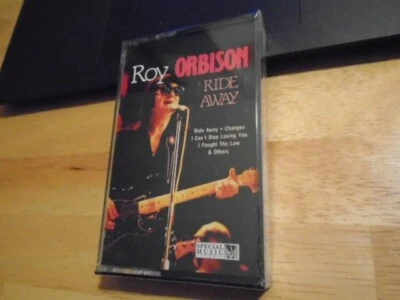 Roy ORBISON
RIDE
AWAY
Ride Away • Changes
I Can't Stop Loving You
I Fought The Law
& Others
SPECIAL
MUSIC